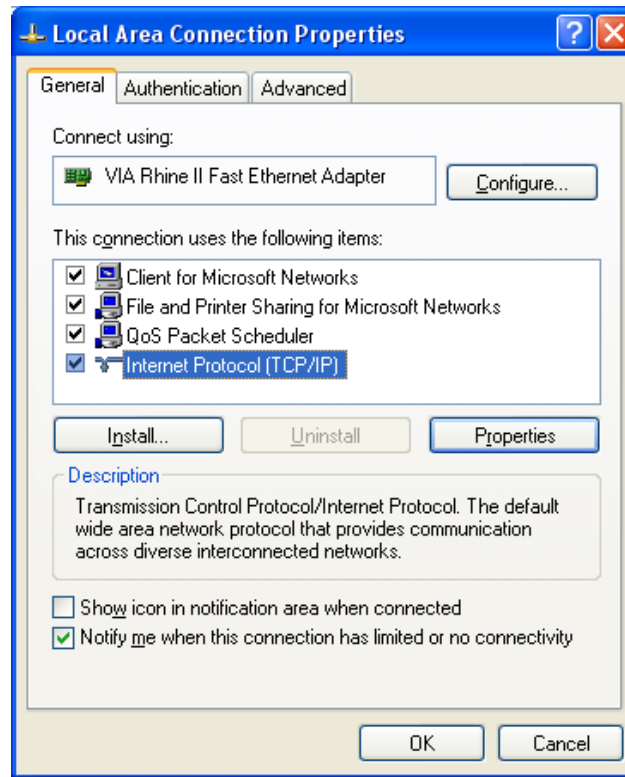 Local Area Connection Properties
General Authentication Advanced
Connect using:
VIA Rhine II Fast Ethernet Adapter
Configure...
This connection uses the following items:
Client for Microsoft Networks
File and Printer Sharing for Microsoft Networks
QoS Packet Scheduler
Internet Protocol (TCP/IP)
Install... Uninstall Properties
Description
Transmission Control Protocol/Internet Protocol. The default
wide area network protocol that provides communication
across diverse interconnected networks.
Show icon in notification area when connected
Notify me when this connection has limited or no connectivity
OK Cancel